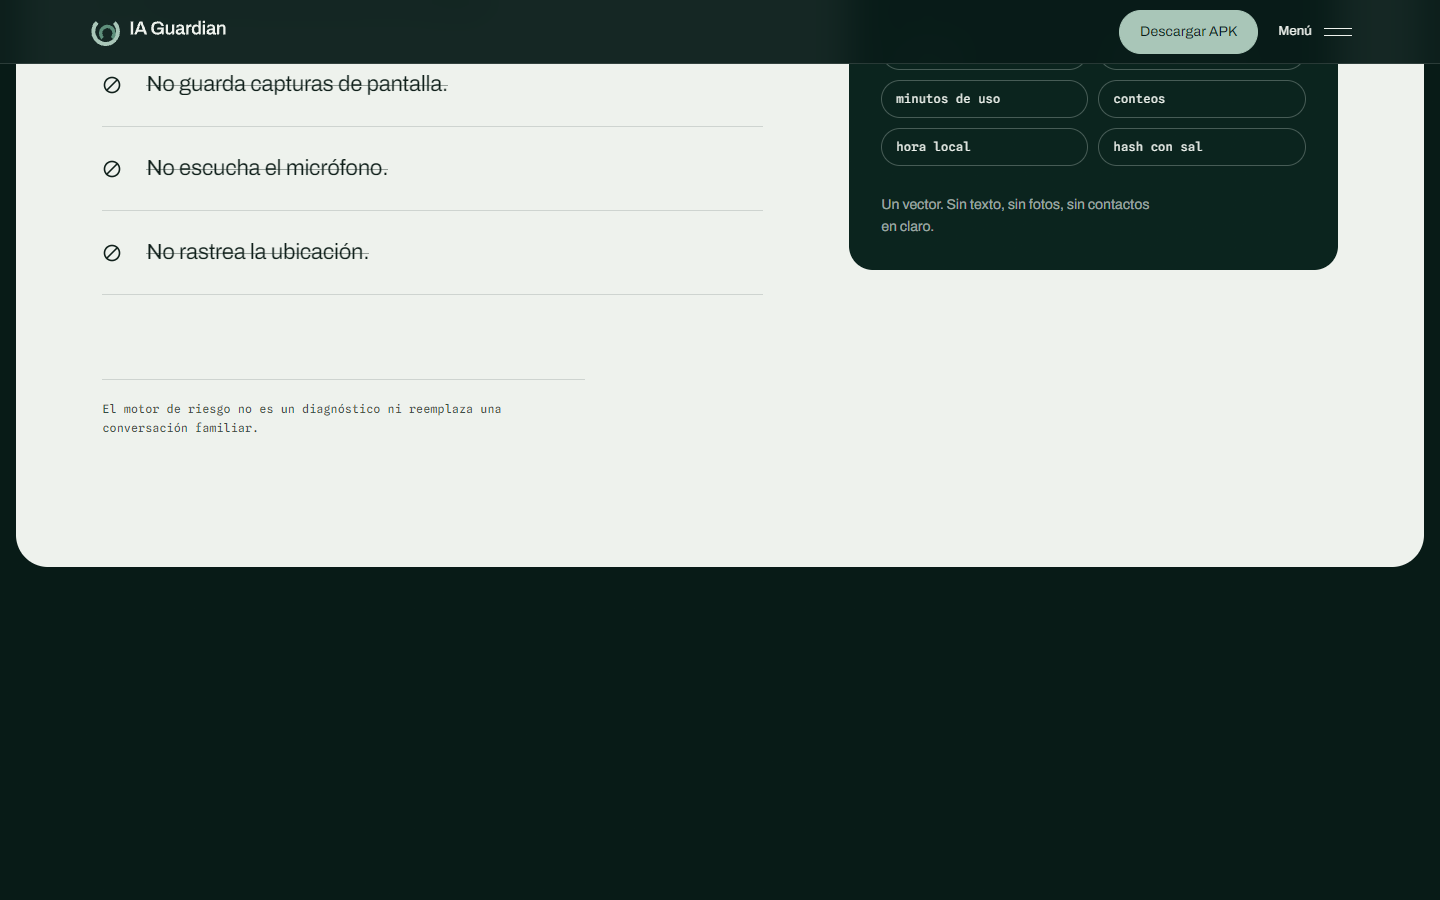 IA Guardian
Descargar APK
Menú
No guarda capturas de pantalla.
No escucha el micrófono.
No rastrea la ubicación.
El motor de riesgo no es un diagnóstico ni reemplaza una
conversación familiar.
minutos de uso
conteos
hora local
hash con sal
Un vector. Sin texto, sin fotos, sin contactos
en claro.